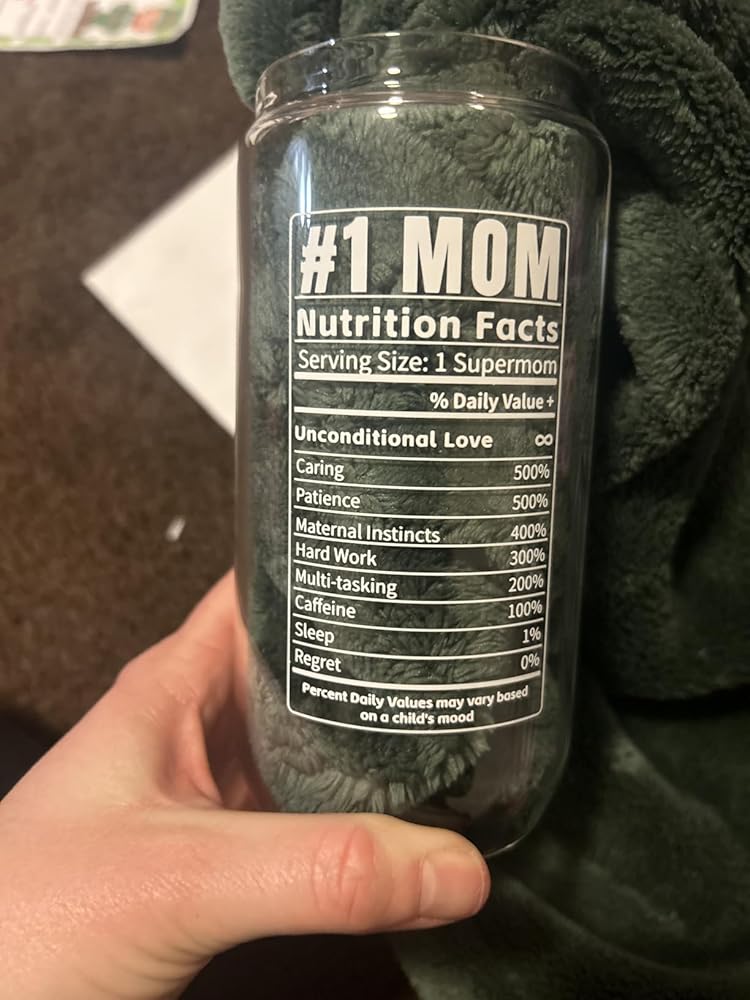 #1 MOM
Nutrition Facts
Serving Size: 1 Supermom
% Daily Value +
Unconditional Love ∞
Caring 500%
Patience 500%
Maternal Instincts 400%
Hard Work 300%
Multi-tasking 200%
Caffeine 100%
Sleep 1%
Regret 0%
Percent Daily Values may vary based
on a child's mood